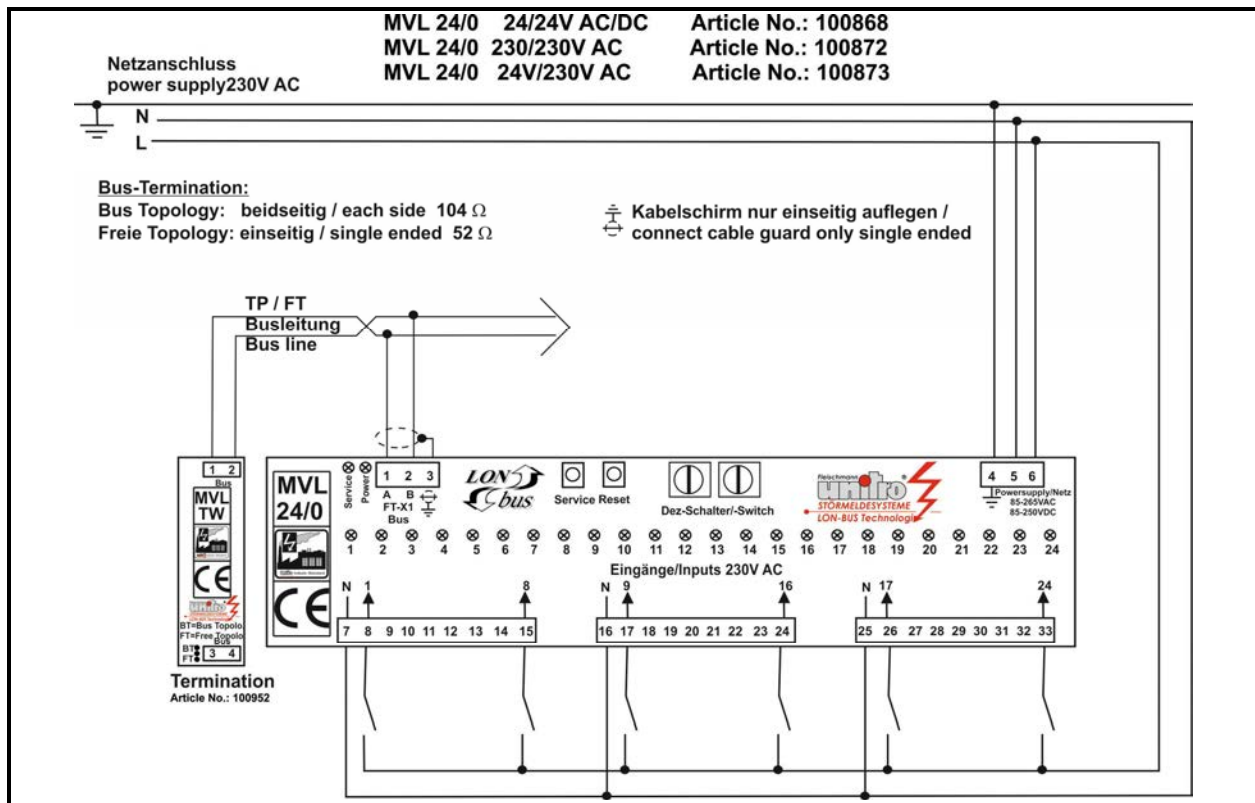 MVL 24/0 24/24V AC/DC Article No.: 100868
MVL 24/0 230/230V AC Article No.: 100872
MVL 24/0 24V/230V AC Article No.: 100873
Netzanschluss
power supply230V AC
N
L
Bus-Termination:
Bus Topology: beidseitig / each side 104 Ω
Freie Topology: einseitig / single ended 52 Ω
Kabelschirm nur einseitig auflegen /
connect cable guard only single ended
TP / FT
Busleitung
Bus line
1 2
Bus
MVL
TW
CE
unitro
BT=Bus Topolo.
FT=Free Topolo
Bus
BT
FT
3 4
Termination
Article No.: 100952
MVL
24/0
CE
Service
Power
1 2 3
A B
FT-X1
Bus
LON
bus
Service Reset
Dez-Schalter/-Switch
Fleischmann
unitro ®
STÖRMELDESYSTEME
LON-BUS Technologie
4 5 6
Powersupply/Netz
85-265VAC
85-250VDC
1 2 3 4 5 6 7 8 9 10 11 12 13 14 15 16 17 18 19 20 21 22 23 24
Eingänge/Inputs 230V AC
N 1 8 N 9 16 N 17 24
7 8 9 10 11 12 13 14 15
16 17 18 19 20 21 22 23 24
25 26 27 28 29 30 31 32 33